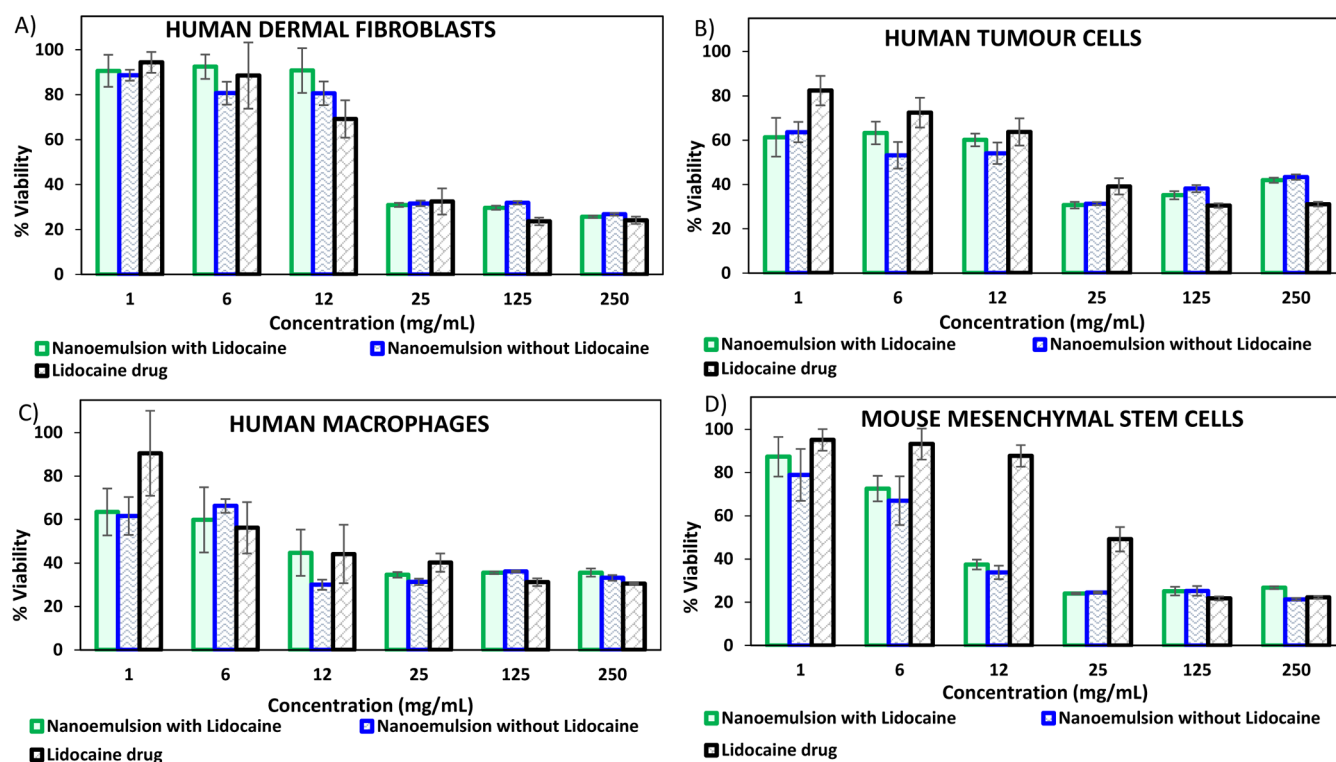 A)
HUMAN DERMAL FIBROBLASTS
% Viability
100
80
60
40
20
0
1 6 12 25 125 250
Concentration (mg/mL)
Nanoemulsion with Lidocaine Nanoemulsion without Lidocaine
Lidocaine drug
B)
HUMAN TUMOUR CELLS
% Viability
100
80
60
40
20
0
1 6 12 25 125 250
Concentration (mg/mL)
Nanoemulsion with Lidocaine Nanoemulsion without Lidocaine
Lidocaine drug
C)
HUMAN MACROPHAGES
% Viability
100
80
60
40
20
0
1 6 12 25 125 250
Concentration (mg/mL)
Nanoemulsion with Lidocaine Nanoemulsion without Lidocaine
Lidocaine drug
D)
MOUSE MESENCHYMAL STEM CELLS
% Viability
100
80
60
40
20
0
1 6 12 25 125 250
Concentration (mg/mL)
Nanoemulsion with Lidocaine Nanoemulsion without Lidocaine
Lidocaine drug